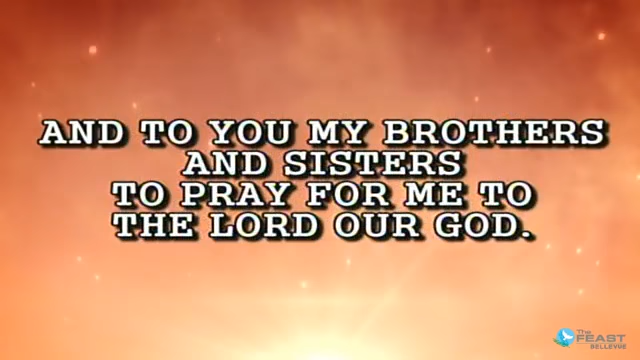 AND TO YOU MY BROTHERS
AND SISTERS
TO PRAY FOR ME TO
THE LORD OUR GOD.
The
FEAST
BELLEVUE